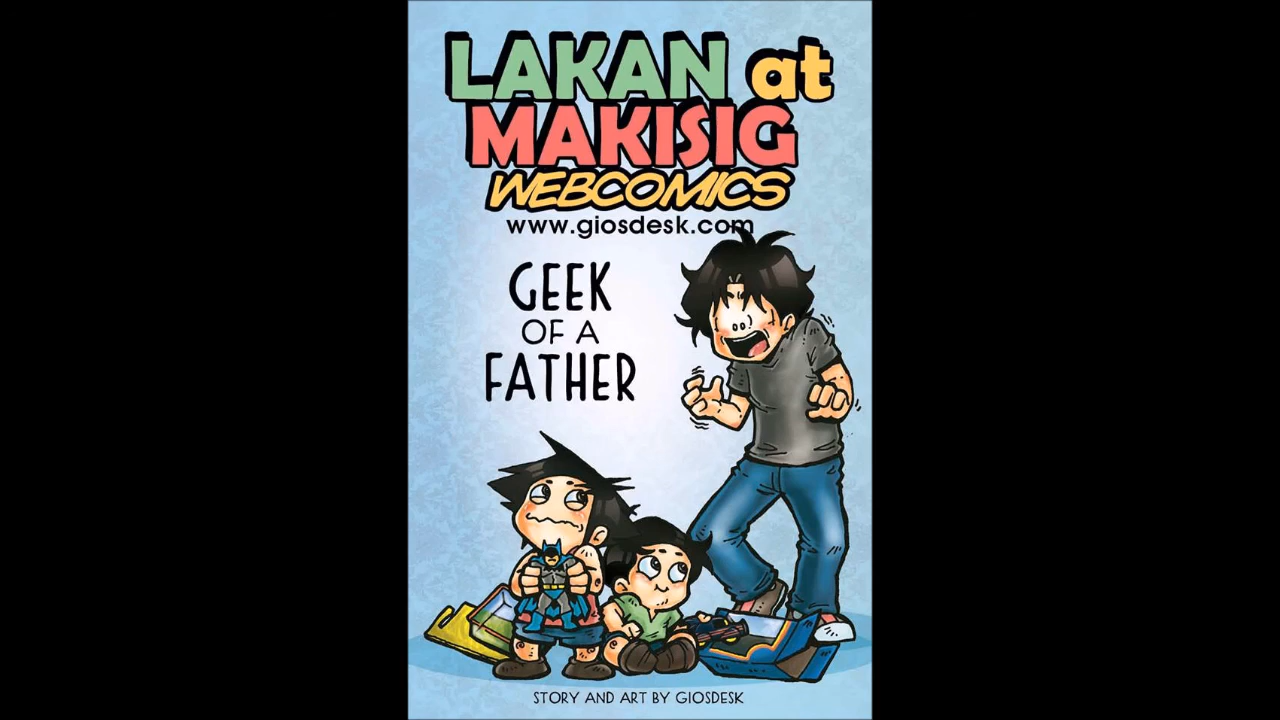 LAKAN at
MAKISIG
WEBCOMICS
www.giosdesk.com
GEEK
OF A
FATHER
STORY AND ART BY GIOSDESK